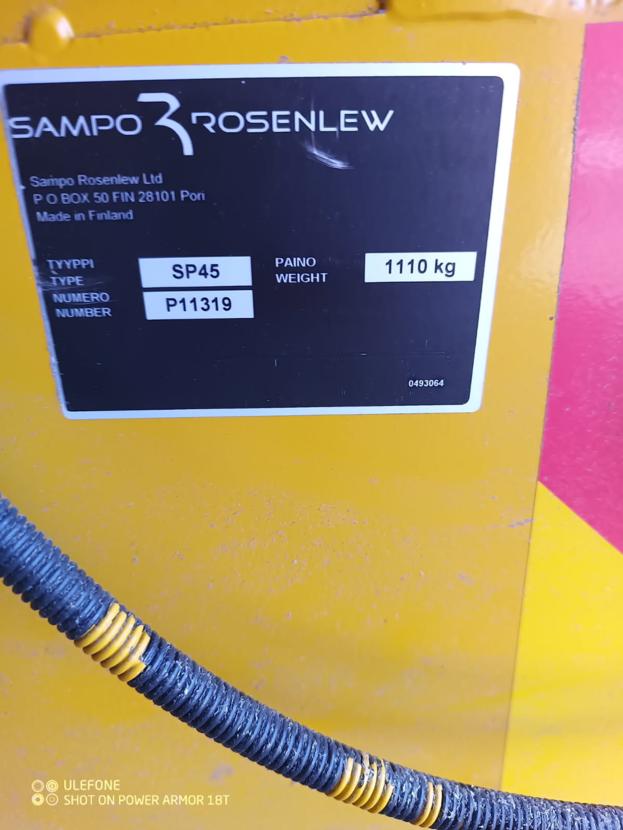 SAMPO ROSENLEW
Sampo Rosenlew Ltd
P O BOX 50 FIN 28101 Pori
Made in Finland
TYYPPI
TYPE
SP45
PAINO
WEIGHT
1110 kg
NUMERO
NUMBER
P11319
0493064
ULEFONE
SHOT ON POWER ARMOR 18T